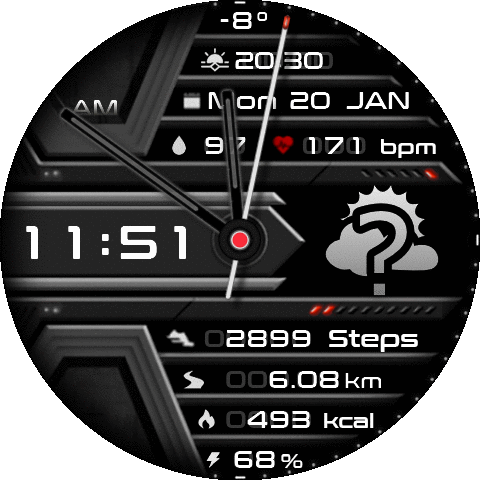 -8°
20:30
AM
Mon 20 JAN
97
171 bpm
11:51
?
2899 Steps
6.08 km
493 kcal
68 %